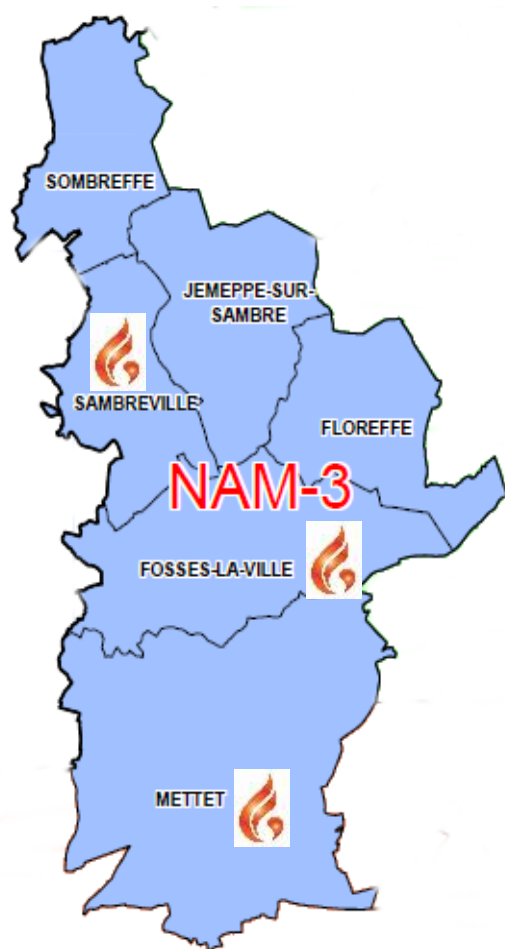 SOMBREFFE
JEMEPPE-SUR-
SAMBRE
SAMBREVILLE
FLOREFFE
NAM-3
FOSSES-LA-VILLE
METTET